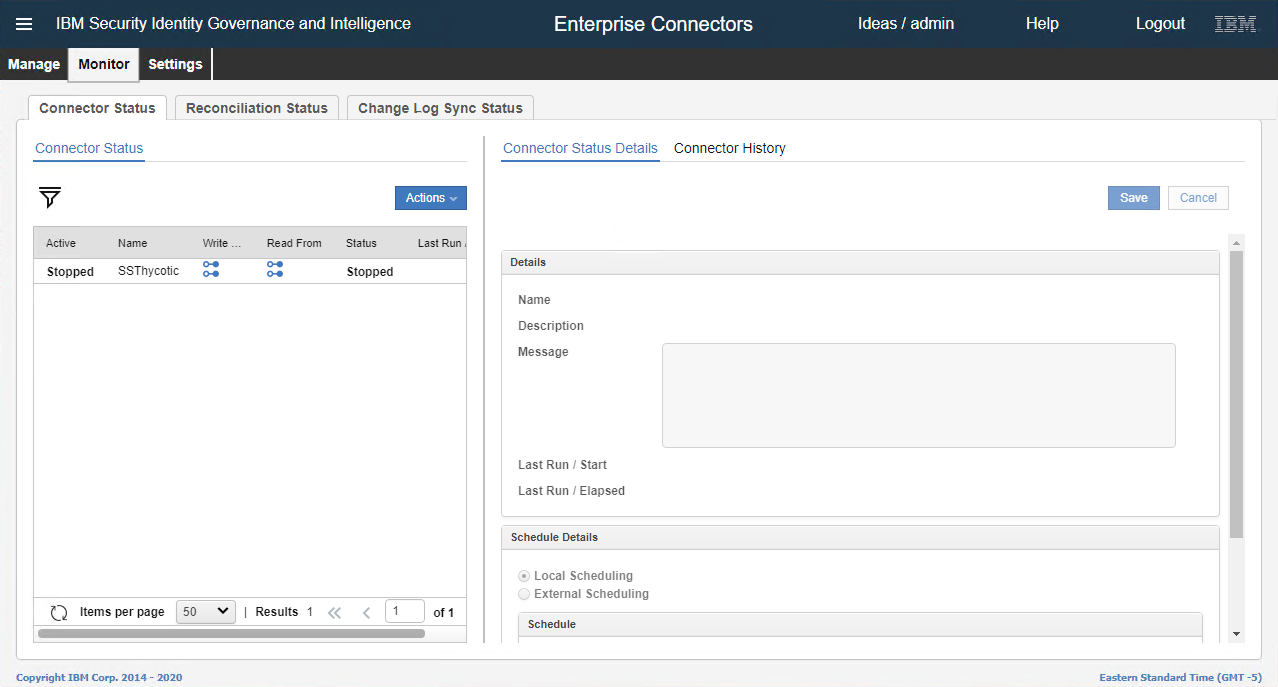 IBM Security Identity Governance and Intelligence Enterprise Connectors Ideas / admin Help Logout IBM
Manage Monitor Settings
Connector Status Reconciliation Status Change Log Sync Status
Connector Status
Connector Status Details Connector History
Actions
Save Cancel
Active Name Write ... Read From Status Last Run
Stopped SSThycotic Stopped
Details
Name
Description
Message
Last Run / Start
Last Run / Elapsed
Schedule Details
Local Scheduling
External Scheduling
Schedule
Items per page 50 | Results 1 1 of 1
Copyright IBM Corp. 2014 - 2020 Eastern Standard Time (GMT -5)